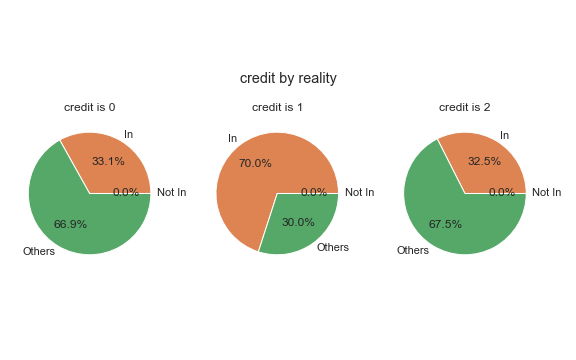 credit by reality
credit is 0
In
33.1%
0.0%
Not In
66.9%
Others
credit is 1
In
70.0%
0.0%
Not In
30.0%
Others
credit is 2
In
32.5%
0.0%
Not In
67.5%
Others